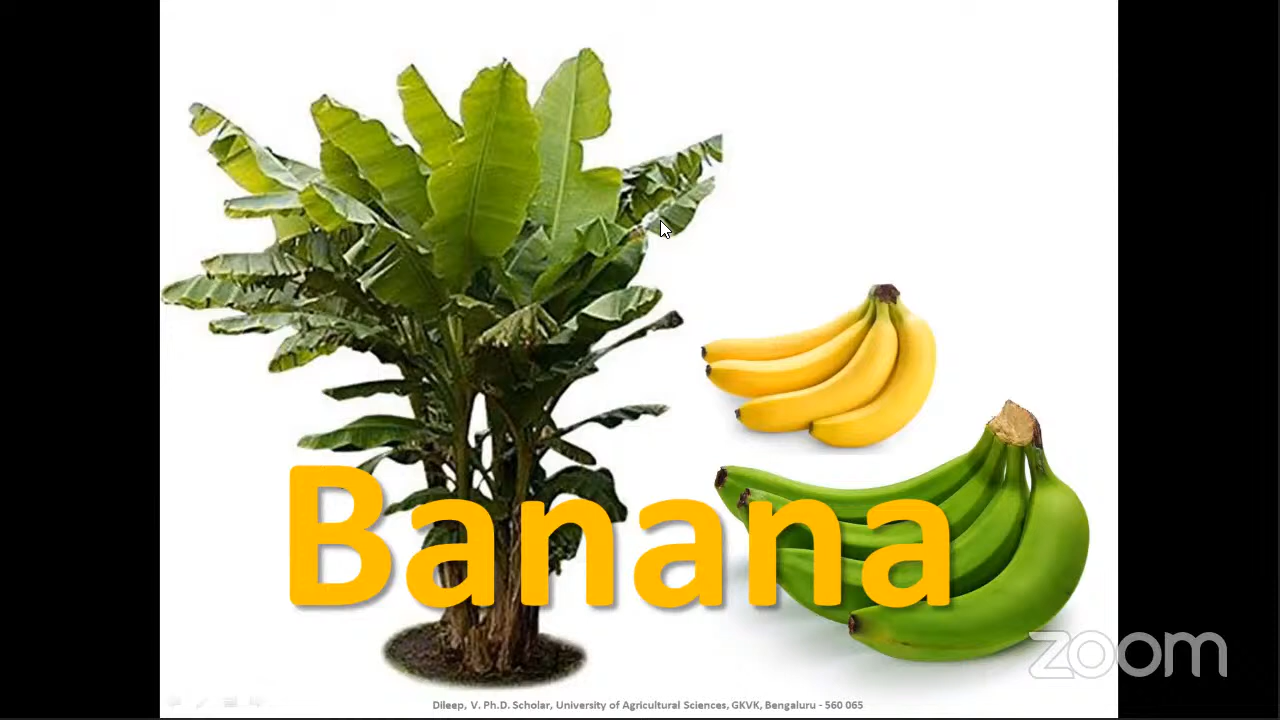 Banana
zoom
Dileep, V. Ph.D. Scholar, University of Agricultural Sciences, GKVK, Bengaluru - 560 065